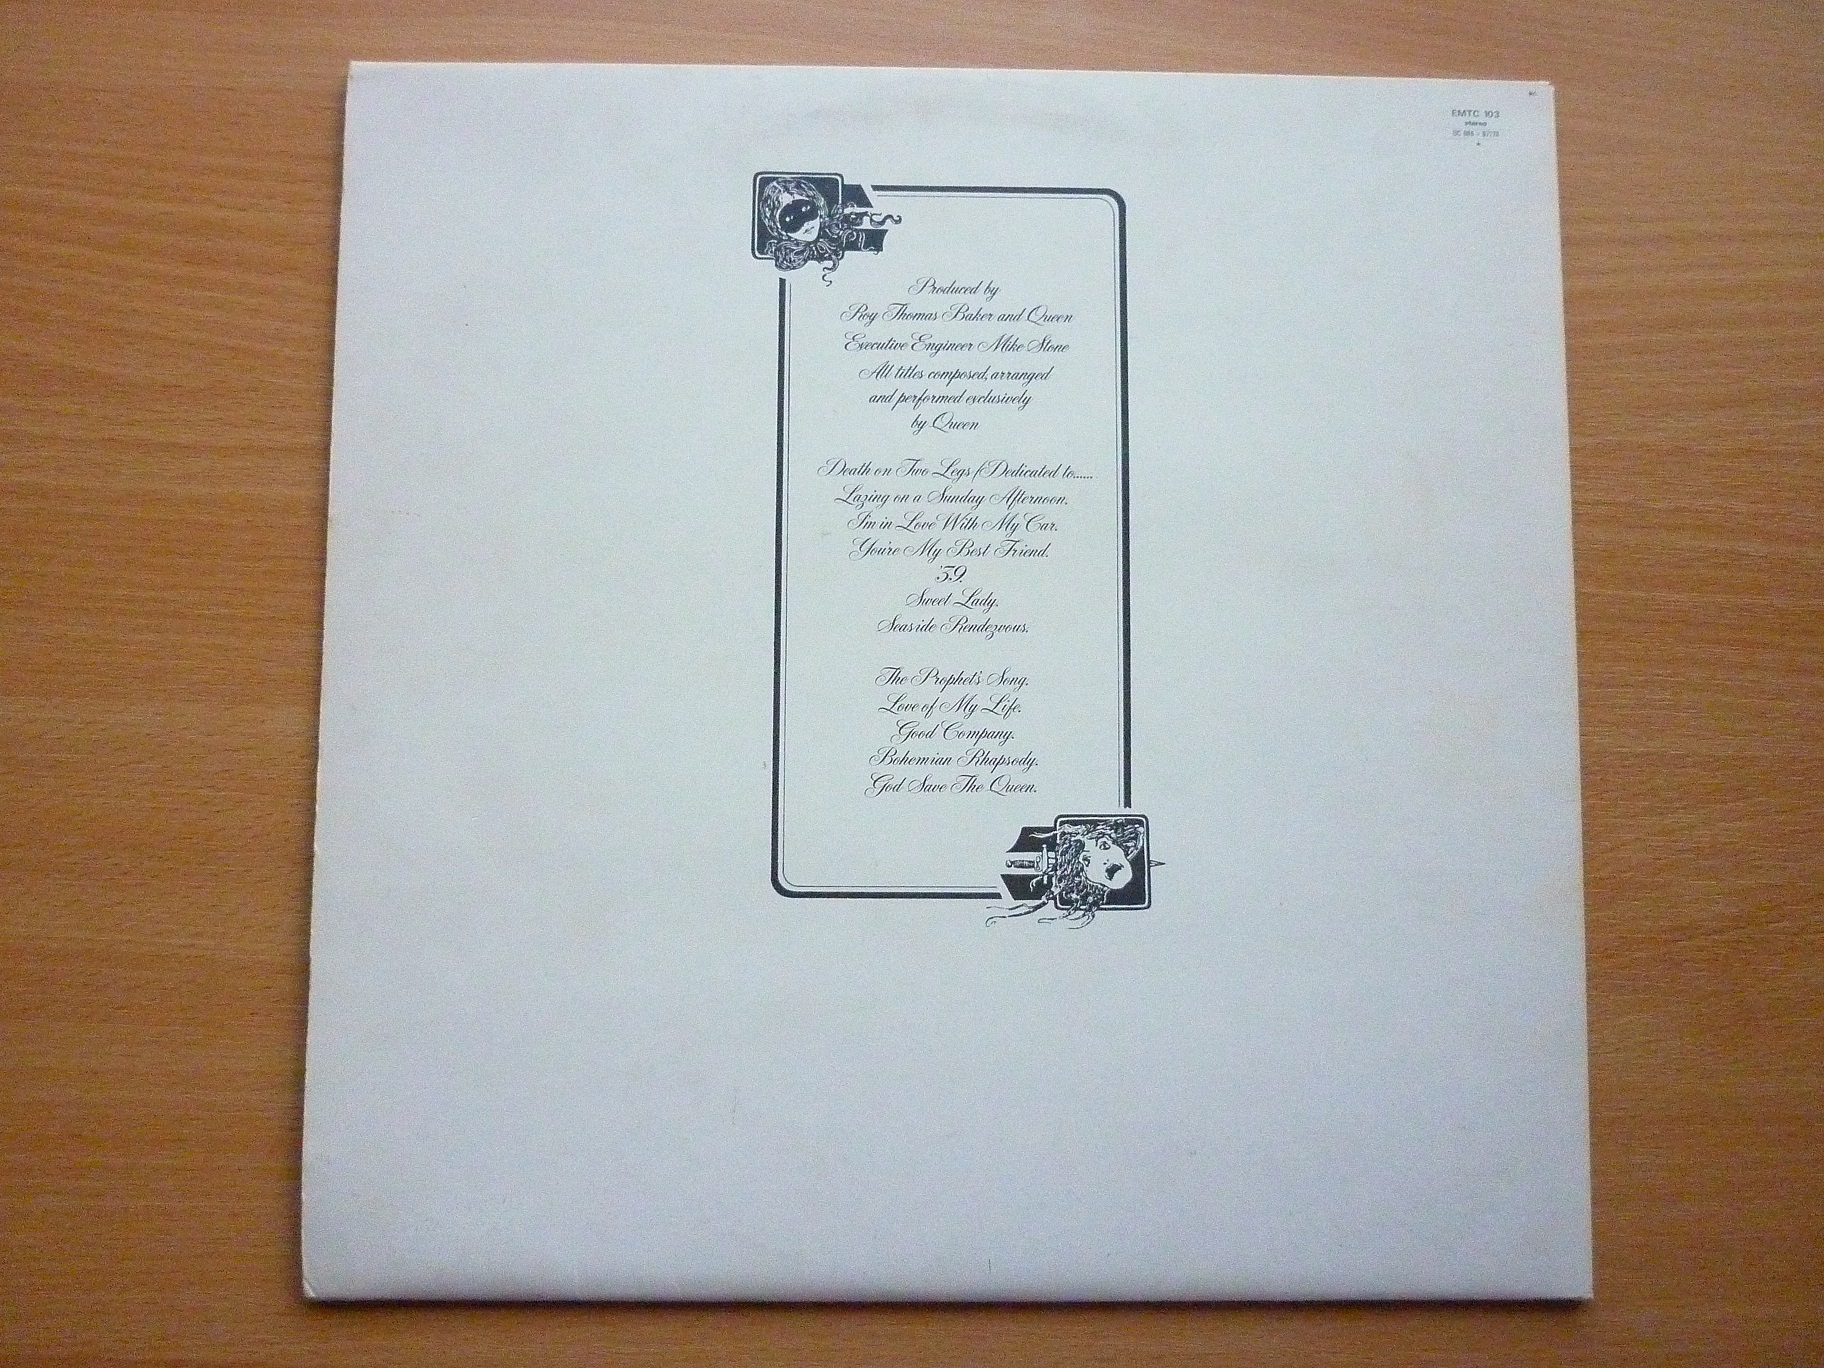 EMTC 103
stereo
Produced by
Roy Thomas Baker and Queen
Executive Engineer Mike Stone
All titles composed, arranged
and performed exclusively
by Queen
Death on Two Legs (Dedicated to......
Lazing on a Sunday Afternoon.
I'm in Love With My Car.
You're My Best Friend.
'39.
Sweet Lady.
Seaside Rendezvous.
The Prophet's Song.
Love of My Life.
Good Company.
Bohemian Rhapsody.
God Save The Queen.